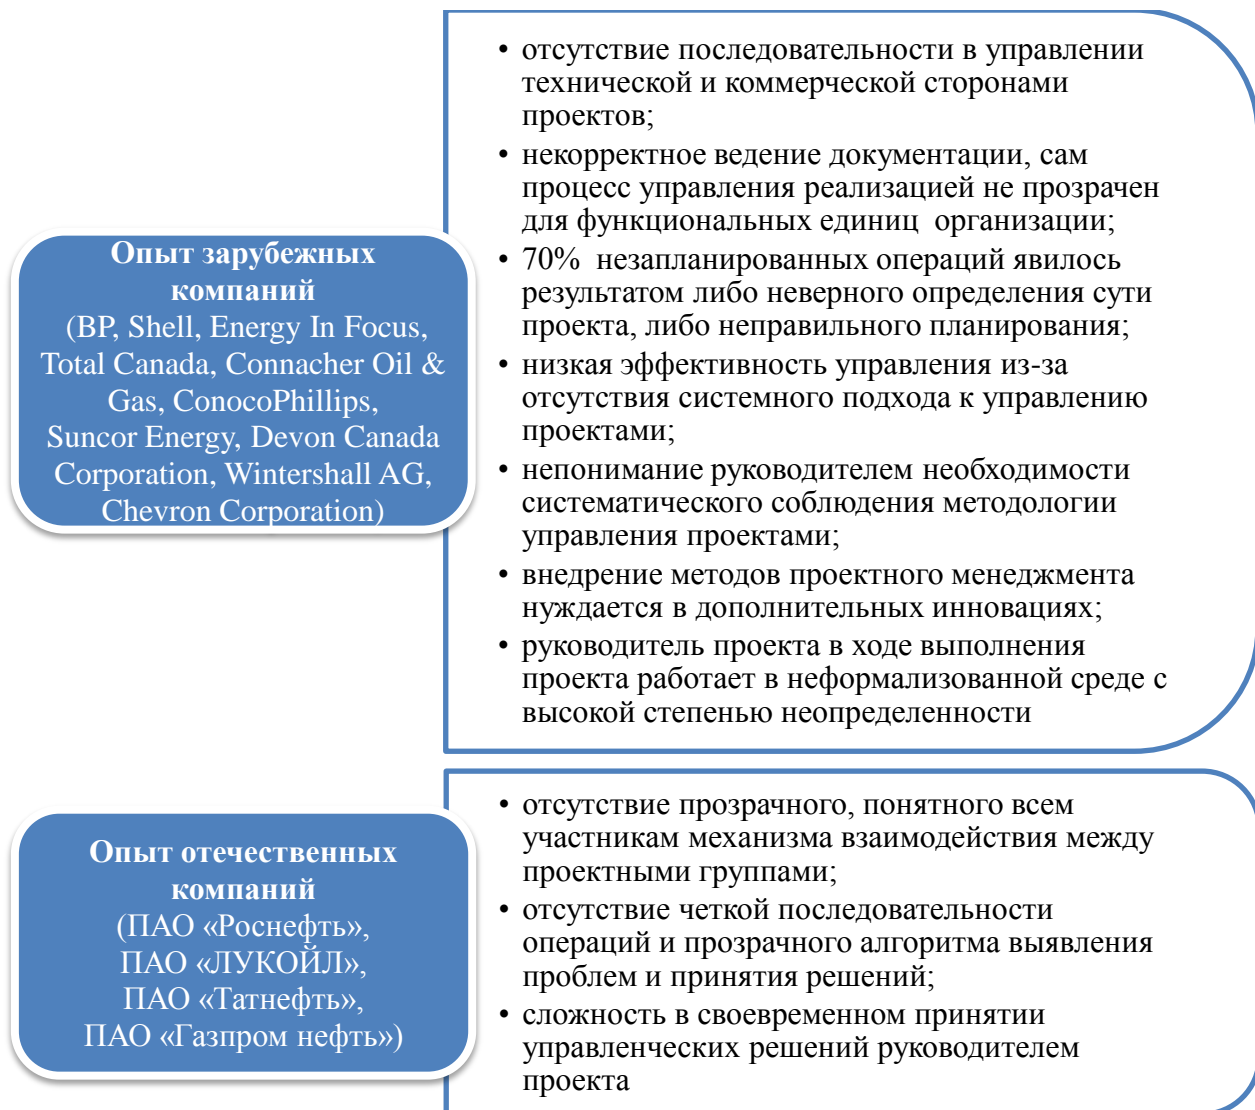 • отсутствие последовательности в управлении
технической и коммерческой сторонами
проектов;
• некорректное ведение документации, сам
процесс управления реализацией не прозрачен
для функциональных единиц организации;
• 70% незапланированных операций явилось
результатом либо неверного определения сути
проекта, либо неправильного планирования;
• низкая эффективность управления из-за
отсутствия системного подхода к управлению
проектами;
• непонимание руководителем необходимости
систематического соблюдения методологии
управления проектами;
• внедрение методов проектного менеджмента
нуждается в дополнительных инновациях;
• руководитель проекта в ходе выполнения
проекта работает в неформализованной среде с
высокой степенью неопределенности
Опыт зарубежных
компаний
(BP, Shell, Energy In Focus,
Total Canada, Connacher Oil &
Gas, ConocoPhillips,
Suncor Energy, Devon Canada
Corporation, Wintershall AG,
Chevron Corporation)
• отсутствие прозрачного, понятного всем
участникам механизма взаимодействия между
проектными группами;
• отсутствие четкой последовательности
операций и прозрачного алгоритма выявления
проблем и принятия решений;
• сложность в своевременном принятии
управленческих решений руководителем
проекта
Опыт отечественных
компаний
(ПАО «Роснефть»,
ПАО «ЛУКОЙЛ»,
ПАО «Татнефть»,
ПАО «Газпром нефть»)